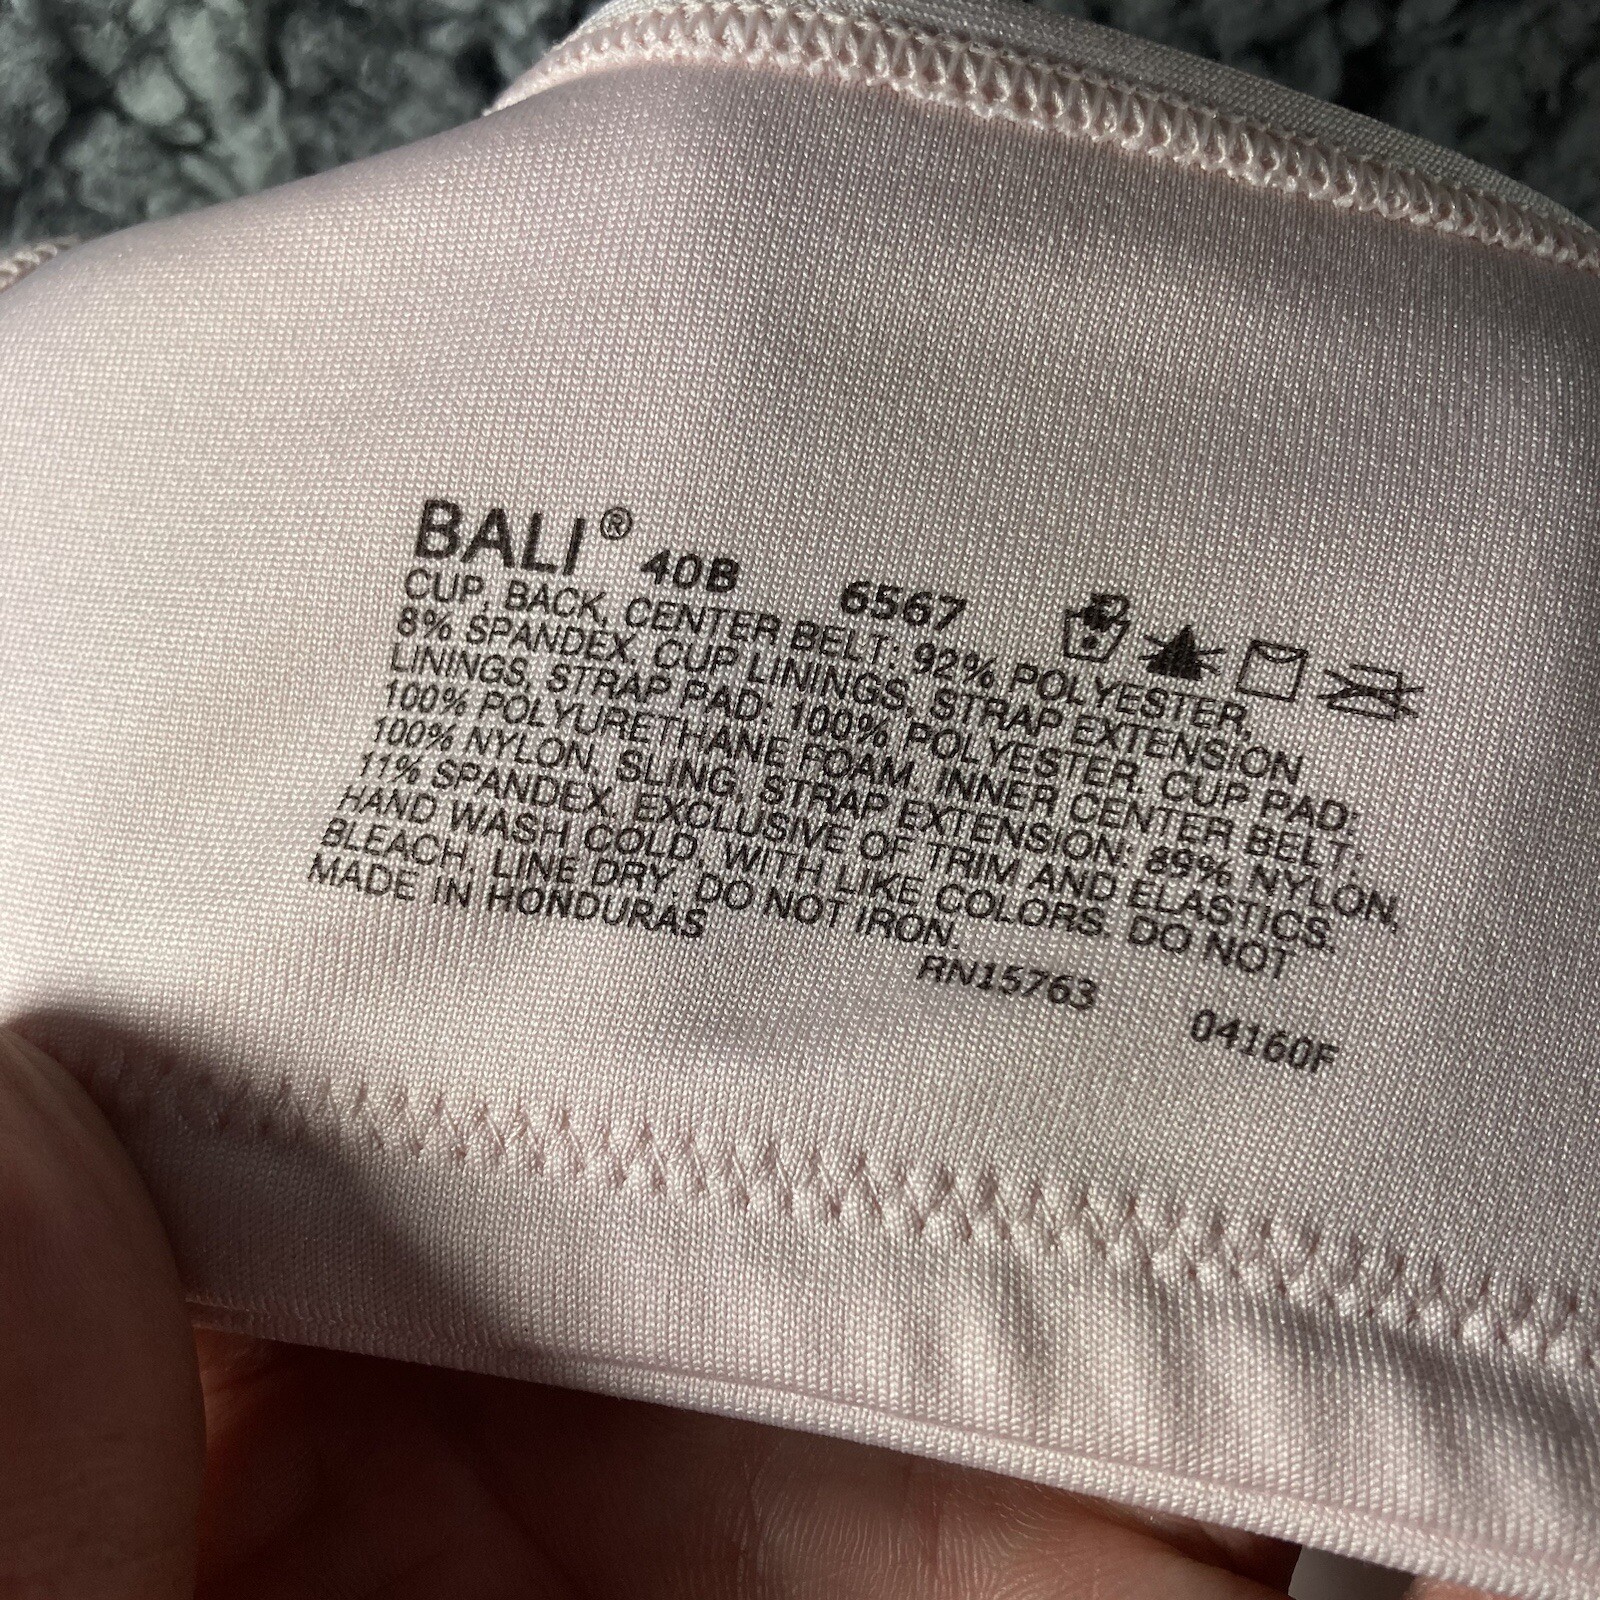 BALI® 40B 6567
CUP, BACK, CENTER BELT: 92% POLYESTER,
8% SPANDEX. CUP LININGS, STRAP EXTENSION
LININGS, STRAP PAD: 100% POLYESTER. CUP PAD:
100% POLYURETHANE FOAM. INNER CENTER BELT:
100% NYLON. SLING, STRAP EXTENSION: 89% NYLON,
11% SPANDEX. EXCLUSIVE OF TRIM AND ELASTICS.
HAND WASH COLD, WITH LIKE COLORS. DO NOT
BLEACH, LINE DRY. DO NOT IRON.
MADE IN HONDURAS
RN15763 04160F